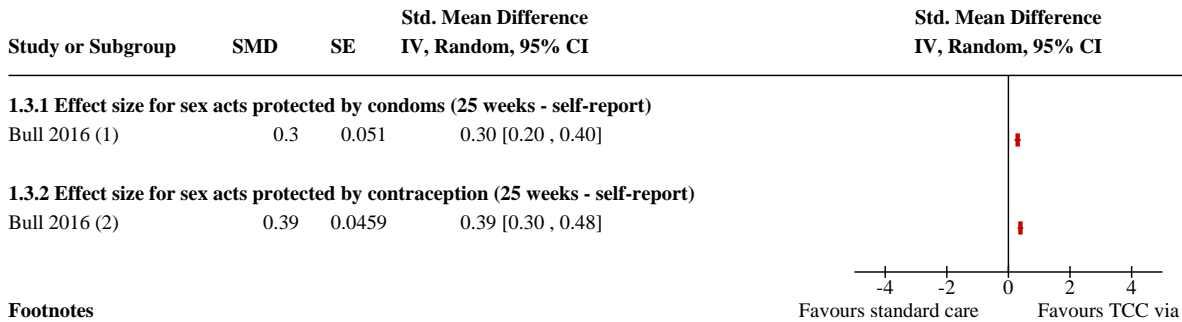 Std. Mean Difference Std. Mean Difference
Study or Subgroup SMD SE IV, Random, 95% CI IV, Random, 95% CI
1.3.1 Effect size for sex acts protected by condoms (25 weeks - self-report)
Bull 2016 (1) 0.3 0.051 0.30 [0.20 , 0.40]
1.3.2 Effect size for sex acts protected by contraception (25 weeks - self-report)
Bull 2016 (2) 0.39 0.0459 0.39 [0.30 , 0.48]
-4 -2 0 2 4
Footnotes Favours standard care Favours TCC via